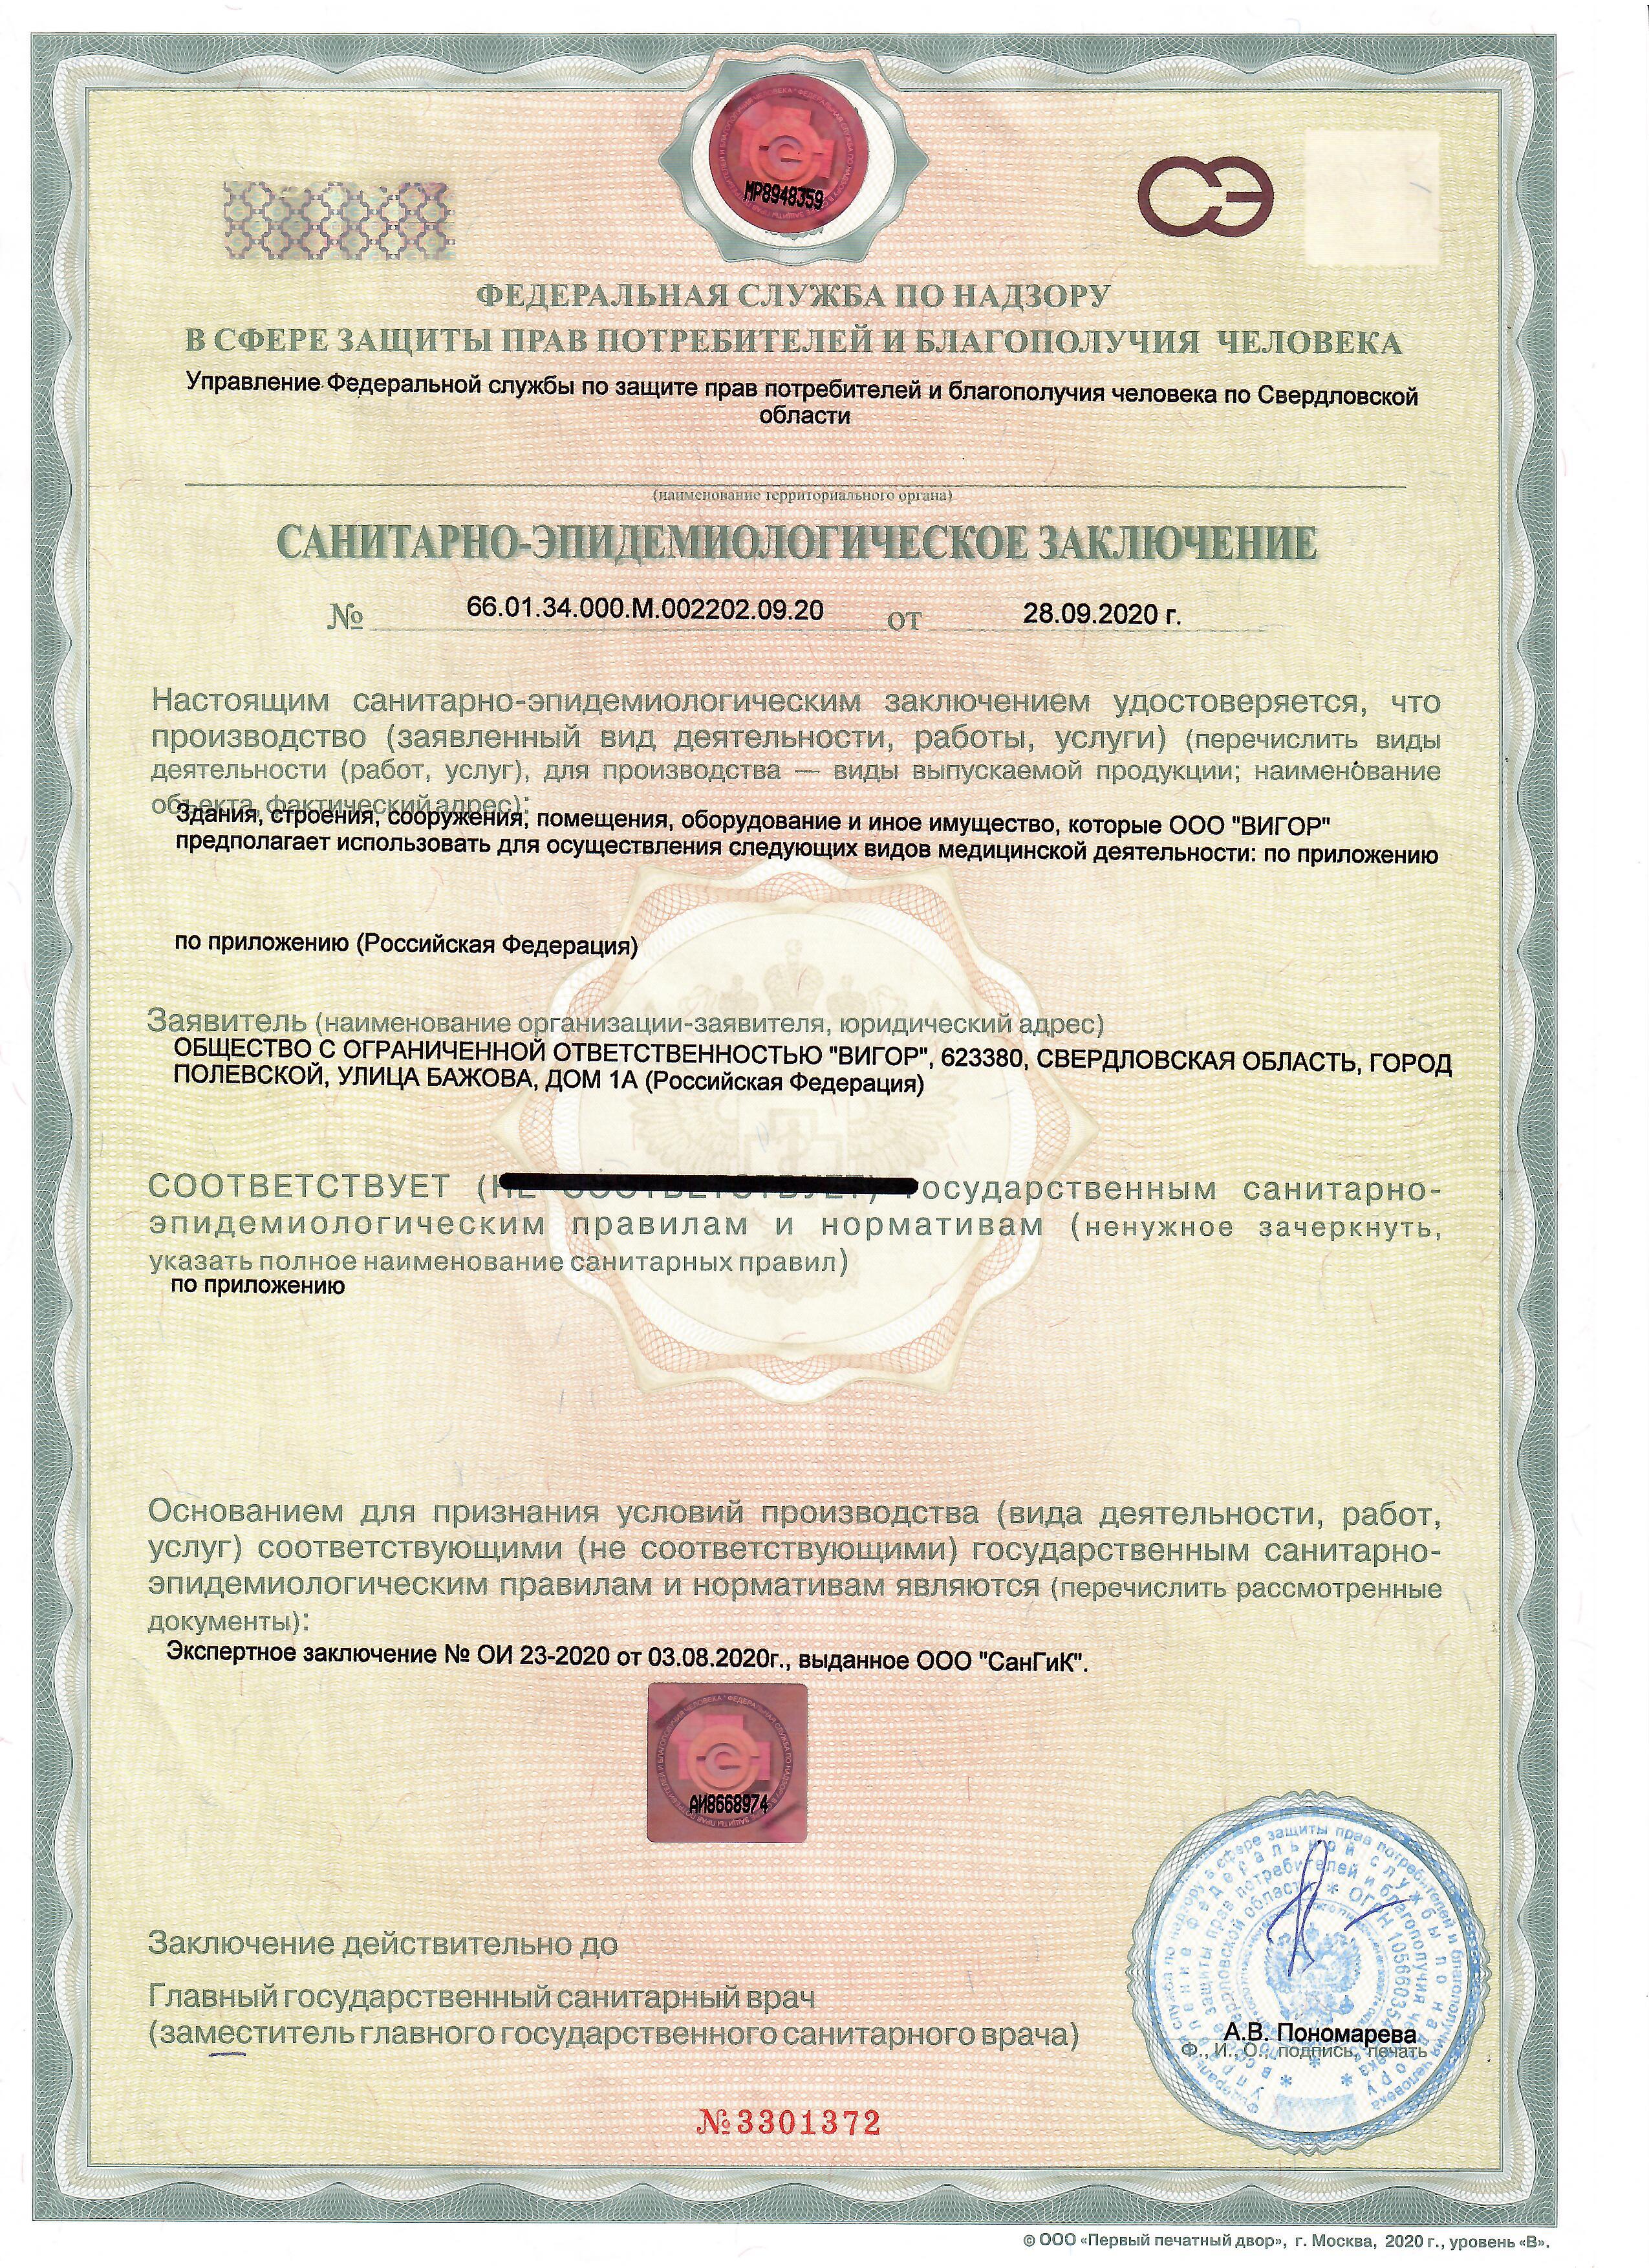 МР8948359
СЭ
ФЕДЕРАЛЬНАЯ СЛУЖБА ПО НАДЗОРУ
В СФЕРЕ ЗАЩИТЫ ПРАВ ПОТРЕБИТЕЛЕЙ И БЛАГОПОЛУЧИЯ ЧЕЛОВЕКА
Управление Федеральной службы по защите прав потребителей и благополучия человека по Свердловской
области
(наименование территориального органа)
САНИТАРНО-ЭПИДЕМИОЛОГИЧЕСКОЕ ЗАКЛЮЧЕНИЕ
№ 66.01.34.000.М.002202.09.20 от 28.09.2020 г.
Настоящим санитарно-эпидемиологическим заключением удостоверяется, что
производство (заявленный вид деятельности, работы, услуги) (перечислить виды
деятельности (работ, услуг), для производства — виды выпускаемой продукции; наименование
объекта, фактический адрес):
Здания, строения, сооружения, помещения, оборудование и иное имущество, которые ООО "ВИГОР"
предполагает использовать для осуществления следующих видов медицинской деятельности: по приложению
по приложению (Российская Федерация)
Заявитель (наименование организации-заявителя, юридический адрес)
ОБЩЕСТВО С ОГРАНИЧЕННОЙ ОТВЕТСТВЕННОСТЬЮ "ВИГОР", 623380, СВЕРДЛОВСКАЯ ОБЛАСТЬ, ГОРОД
ПОЛЕВСКОЙ, УЛИЦА БАЖОВА, ДОМ 1А (Российская Федерация)
СООТВЕТСТВУЕТ (НЕ СООТВЕТСТВУЕТ) государственным санитарно-
эпидемиологическим правилам и нормативам (ненужное зачеркнуть,
указать полное наименование санитарных правил)
по приложению
Основанием для признания условий производства (вида деятельности, работ,
услуг) соответствующими (не соответствующими) государственным санитарно-
эпидемиологическим правилам и нормативам являются (перечислить рассмотренные
документы):
Экспертное заключение № ОИ 23-2020 от 03.08.2020г., выданное ООО "СанГиК".
АИ8668974
Заключение действительно до
Главный государственный санитарный врач
(заместитель главного государственного санитарного врача)
А.В. Пономарева
Ф., И., О., подпись, печать
№3301372
© ООО «Первый печатный двор», г. Москва, 2020 г., уровень «В».